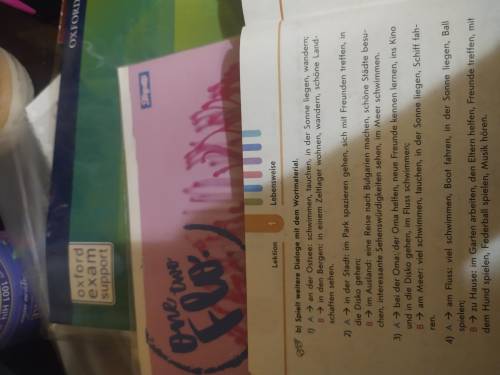 OXFORD
oxford
exam
support
one two
Flo
Lektion 1 Lebensweise
b) Spielt weitere Dialoge mit dem Wortmaterial.
1) A → an der Ostsee: schwimmen, tauchen, in der Sonne liegen, wandern;
B → in den Bergen: in einem Zeltlager wohnen, wandern, schöne Land-
schaften sehen.
2) A → in der Stadt: im Park spazieren gehen, sich mit Freunden treffen, in
die Disko gehen;
B → im Ausland: eine Reise nach Bulgarien machen, schöne Städte besu-
chen, interessante Sehenswürdigkeiten sehen, im Meer schwimmen.
3) A → bei der Oma: der Oma helfen, neue Freunde kennen lernen, ins Kino
und in die Disko gehen, im Fluss schwimmen;
B → am Meer: viel schwimmen, tauchen, in der Sonne liegen, Schiff fah-
ren.
4) A → am Fluss: viel schwimmen, Boot fahren, in der Sonne liegen, Ball
spielen;
B → zu Hause: im Garten arbeiten, den Eltern helfen, Freunde treffen, mit
dem Hund spielen, Federball spielen, Musik hören.